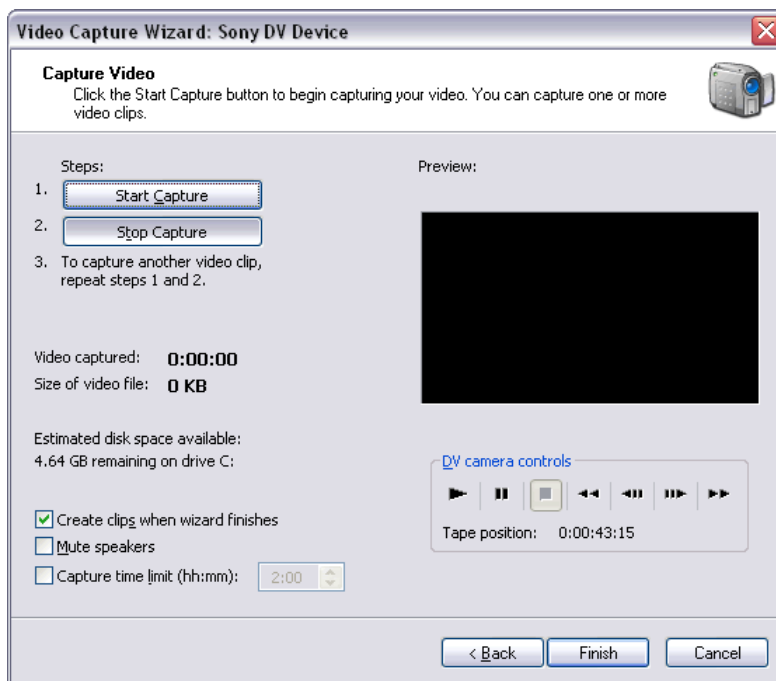 Video Capture Wizard: Sony DV Device
Capture Video
Click the Start Capture button to begin capturing your video. You can capture one or more
video clips.
Steps:
Preview:
1. Start Capture
2. Stop Capture
3. To capture another video clip,
repeat steps 1 and 2.
Video captured: 0:00:00
Size of video file: 0 KB
Estimated disk space available:
4.64 GB remaining on drive C:
DV camera controls
Tape position: 0:00:43:15
Create clips when wizard finishes
Mute speakers
Capture time limit (hh:mm): 2:00
< Back
Finish
Cancel